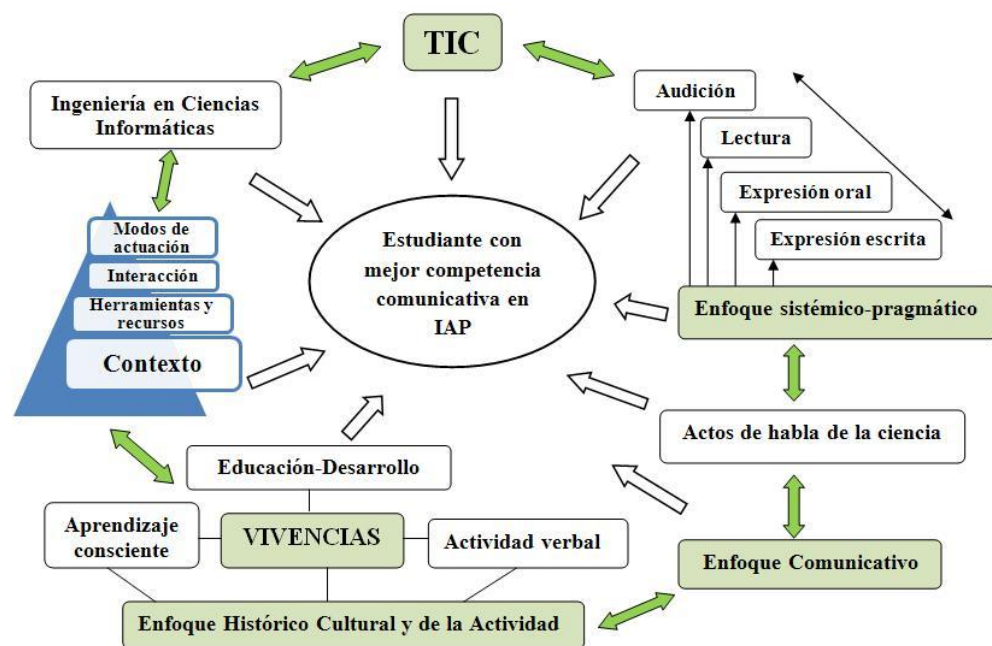 TIC
Ingeniería en Ciencias
Informáticas
Audición
Lectura
Expresión oral
Expresión escrita
Modos de
actuación
Interacción
Herramientas y
recursos
Contexto
Estudiante con
mejor competencia
comunicativa en
IAP
Enfoque sistémico-pragmático
Actos de habla de la ciencia
Educación-Desarrollo
Aprendizaje
consciente
VIVENCIAS
Actividad verbal
Enfoque Comunicativo
Enfoque Histórico Cultural y de la Actividad